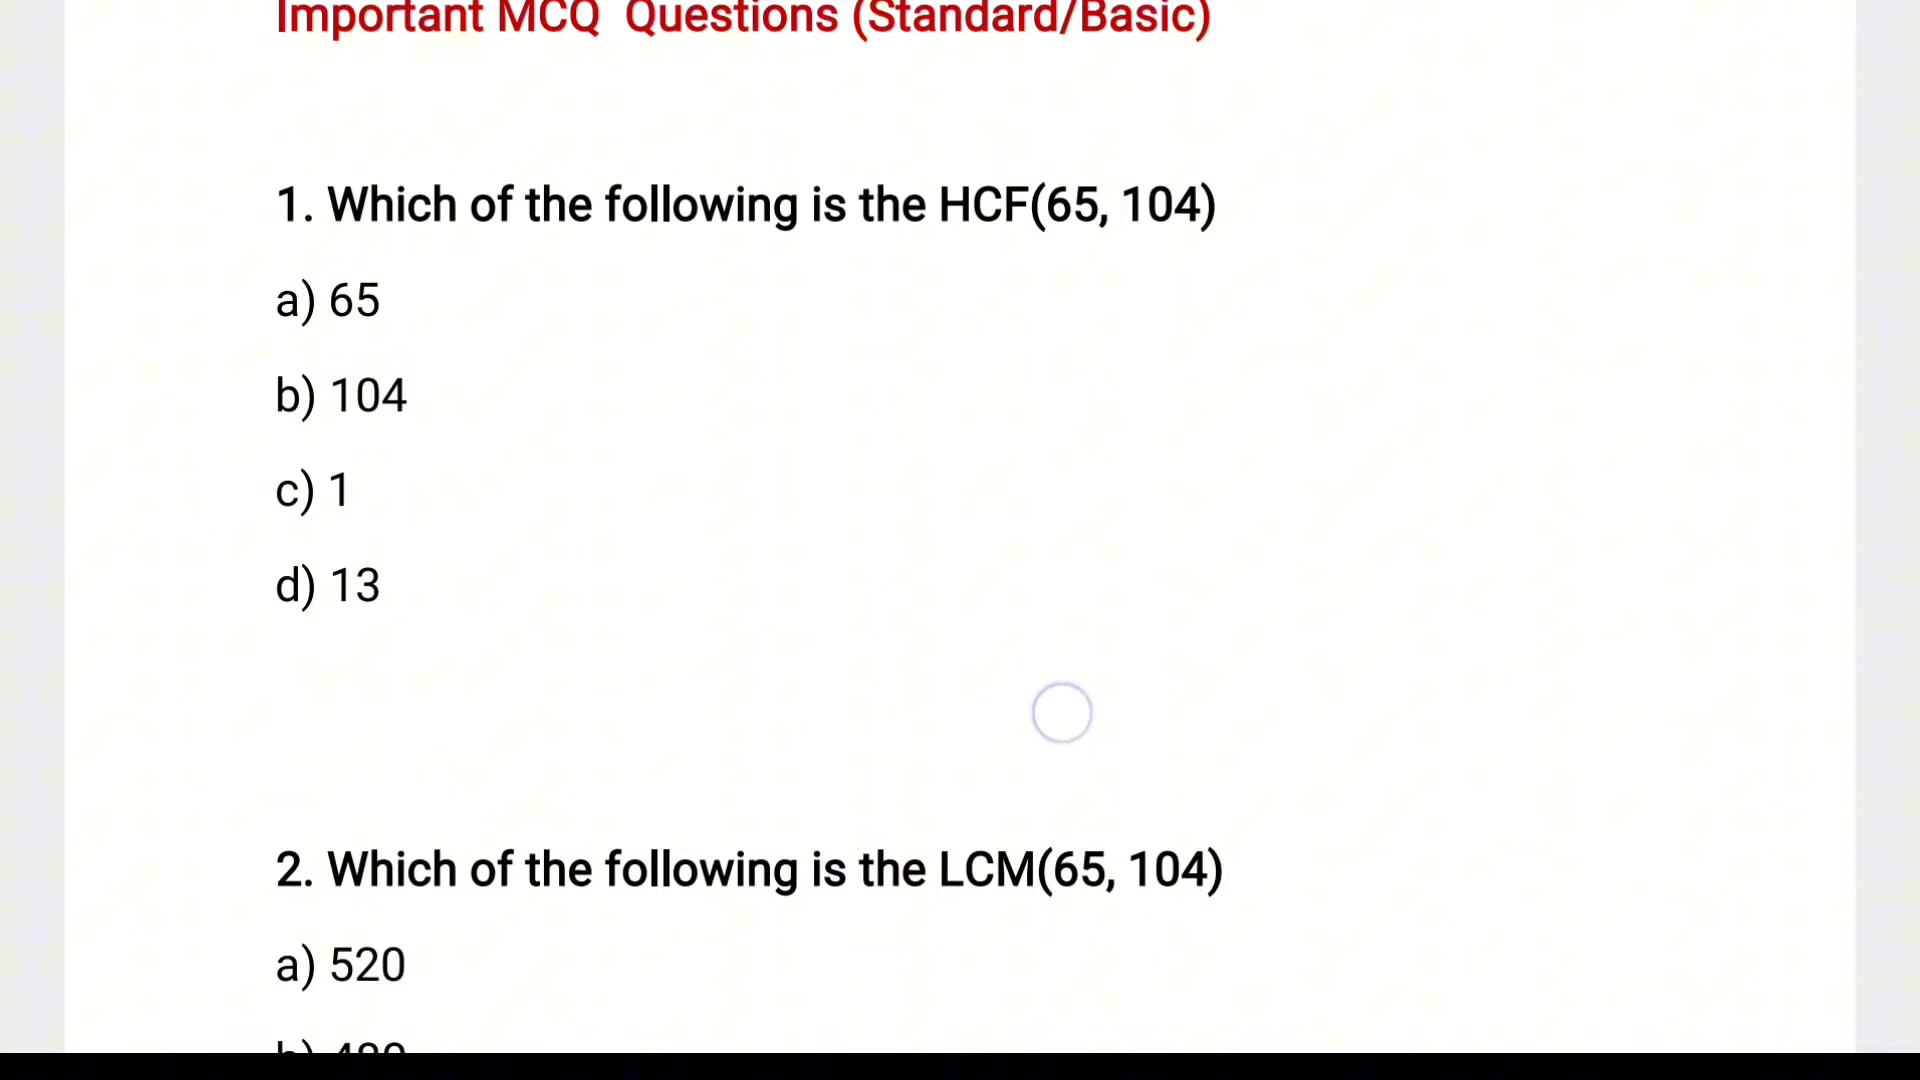 Important MCQ Questions (Standard/Basic)
1. Which of the following is the HCF(65, 104)
a) 65
b) 104
c) 1
d) 13
2. Which of the following is the LCM(65, 104)
a) 520